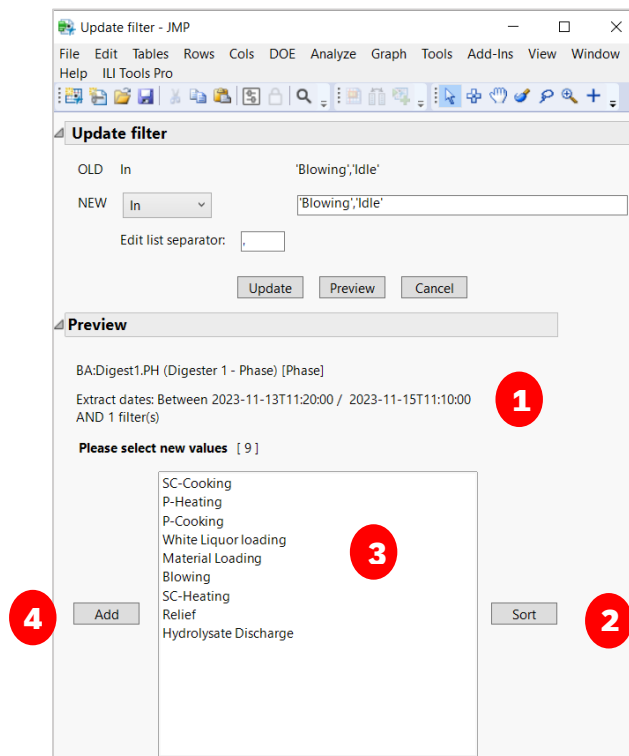 Update filter - JMP
File Edit Tables Rows Cols DOE Analyze Graph Tools Add-Ins View Window
Help ILI Tools Pro
Update filter
OLD In 'Blowing','Idle'
NEW In 'Blowing','Idle'
Edit list separator: ,
Update Preview Cancel
Preview
BA:Digest1.PH (Digester 1 - Phase) [Phase]
Extract dates: Between 2023-11-13T11:20:00 / 2023-11-15T11:10:00
AND 1 filter(s)
1
Please select new values [ 9 ]
SC-Cooking
P-Heating
P-Cooking
White Liquor loading
Material Loading
3
Blowing
SC-Heating
4 Add Relief Sort 2
Hydrolysate Discharge